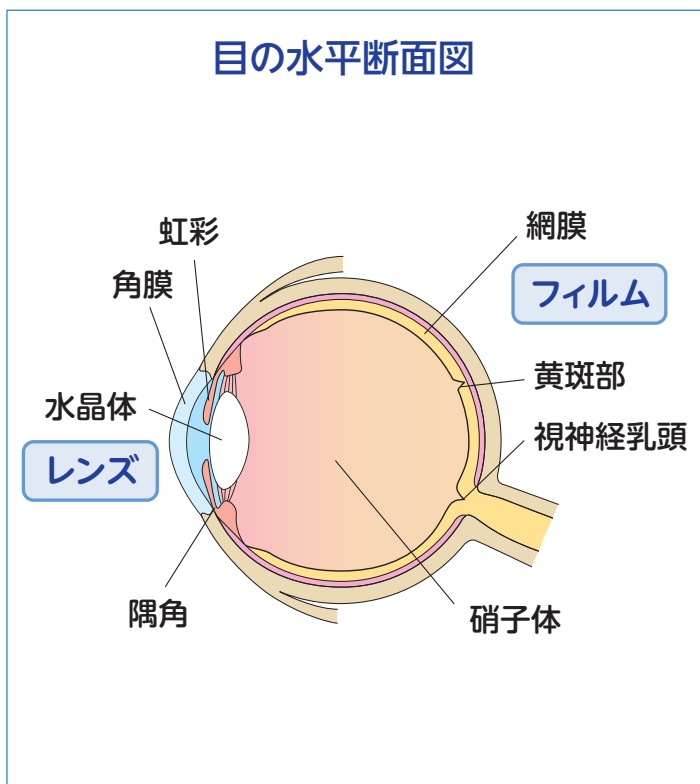 目の水平断面図
虹彩
網膜
角膜
フィルム
黄斑部
水晶体
視神経乳頭
レンズ
隅角
硝子体